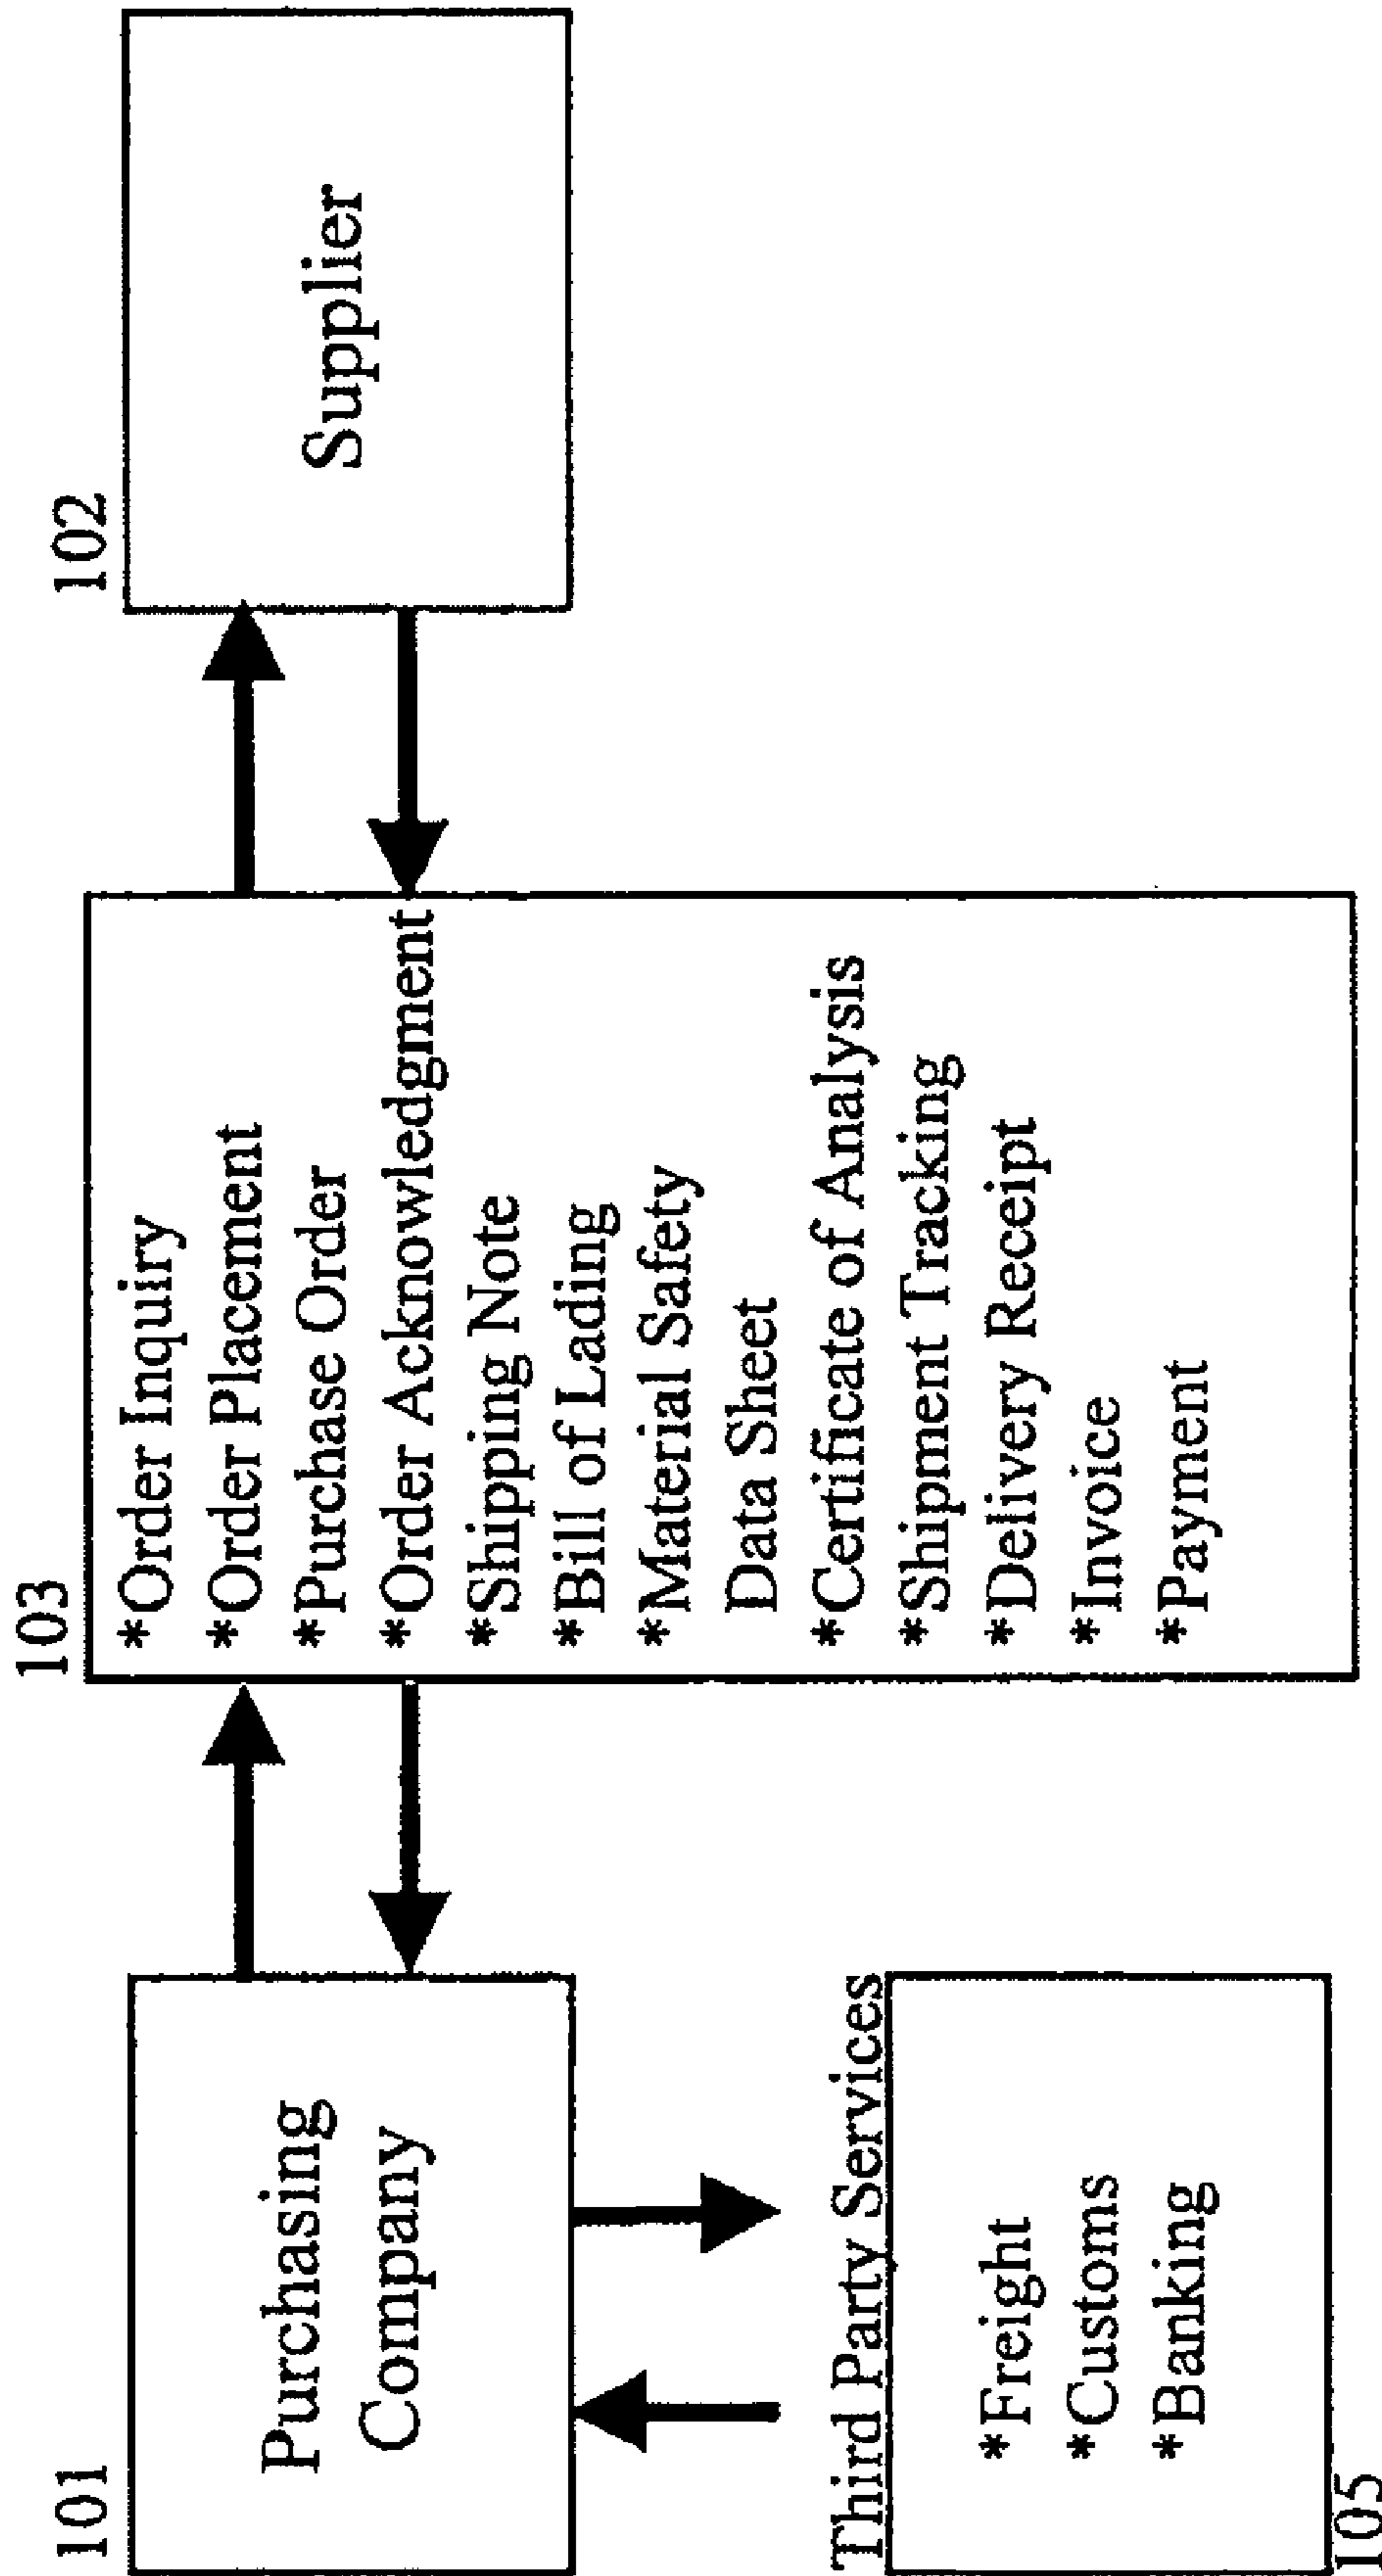 101
Purchasing
Company
Third Party Services
*Freight
*Customs
*Banking
105
103
*Order Inquiry
*Order Placement
*Purchase Order
*Order Acknowledgment
*Shipping Note
*Bill of Lading
*Material Safety
Data Sheet
*Certificate of Analysis
*Shipment Tracking
*Delivery Receipt
*Invoice
*Payment
102
Supplier